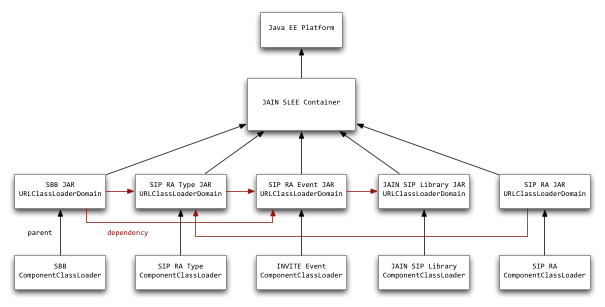 Java EE Platform
JAIN SLEE Container
SBB JAR
URLClassLoaderDomain
SIP RA Type JAR
URLClassLoaderDomain
SIP RA Event JAR
URLClassLoaderDomain
JAIN SIP Library JAR
URLClassLoaderDomain
SIP RA JAR
URLClassLoaderDomain
parent
dependency
SBB
ComponentClassLoader
SIP RA Type
ComponentClassLoader
INVITE Event
ComponentClassLoader
JAIN SIP Library
ComponentClassLoader
SIP RA
ComponentClassLoader